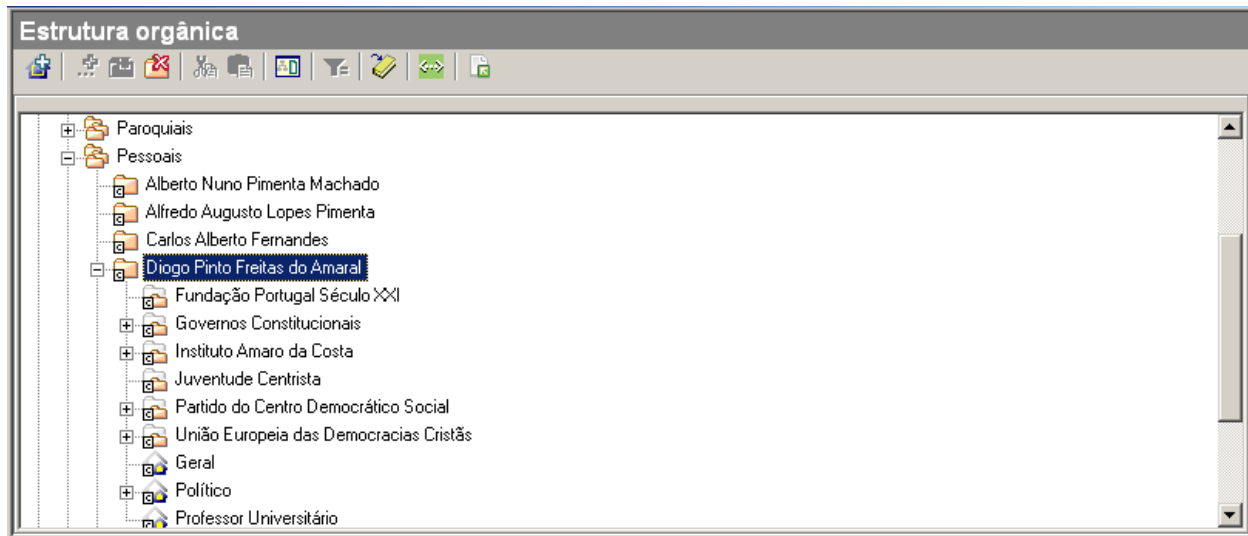 Estrutura orgânica
Paroquiais
Pessoais
Alberto Nuno Pimenta Machado
Alfredo Augusto Lopes Pimenta
Carlos Alberto Fernandes
Diogo Pinto Freitas do Amaral
Fundação Portugal Século XXI
Governos Constitucionais
Instituto Amaro da Costa
Juventude Centrista
Partido do Centro Democrático Social
União Europeia das Democracias Cristãs
Geral
Político
Professor Universitário